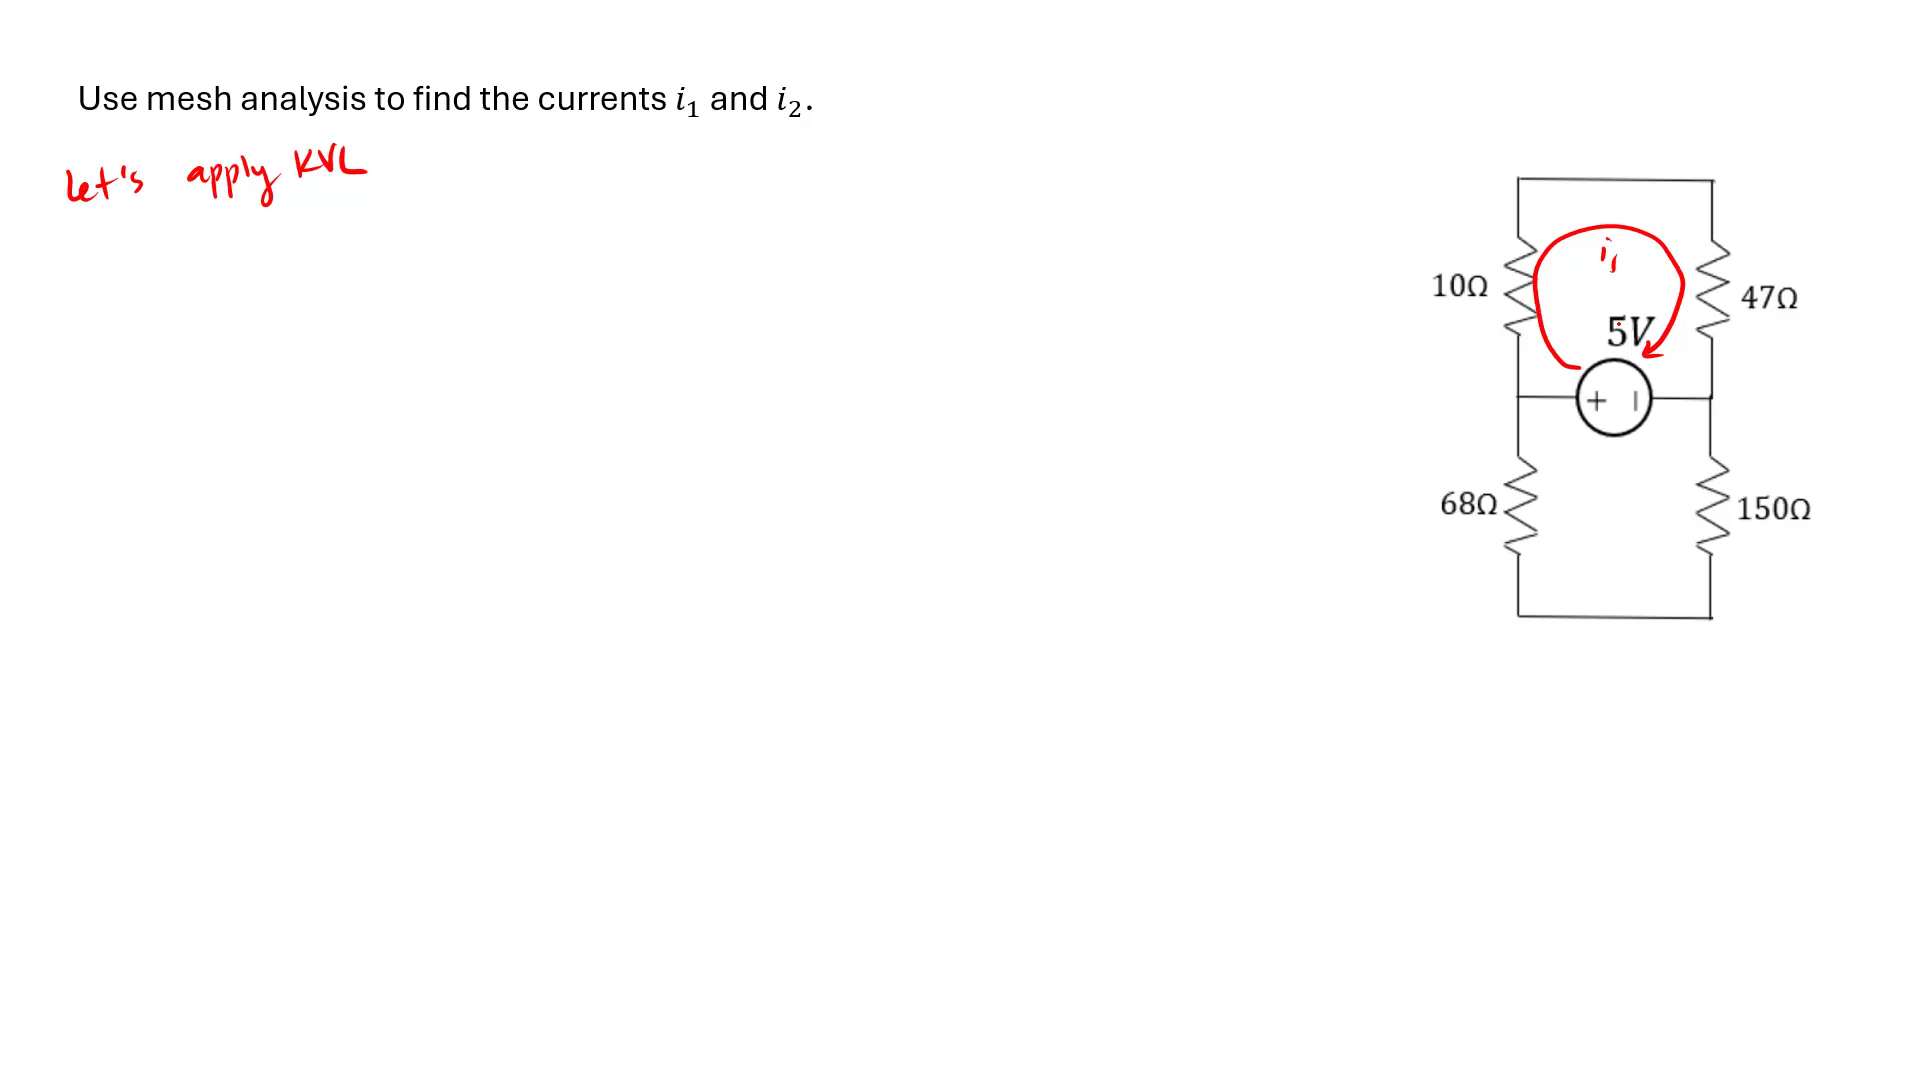 Use mesh analysis to find the currents i₁ and i₂.
Let's apply KVL
i₁
10Ω
47Ω
5V
+ |
68Ω
150Ω